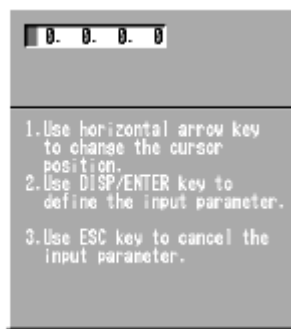 0. 0. 0. 0
1.Use horizontal arrow key
to change the cursor
position.
2.Use DISP/ENTER key to
define the input parameter.
3.Use ESC key to cancel the
input parameter.